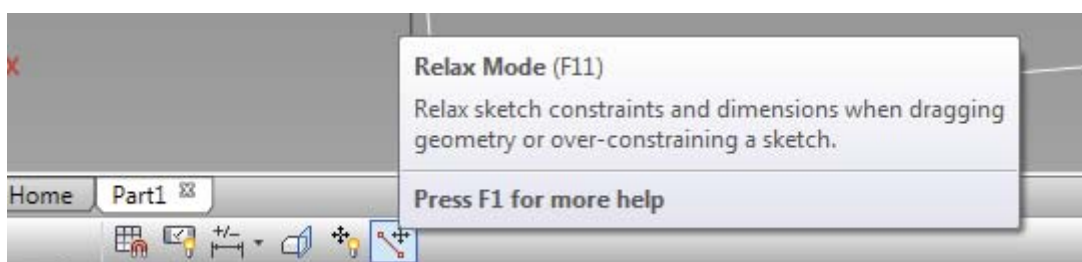 X
Relax Mode (F11)
Relax sketch constraints and dimensions when dragging
geometry or over-constraining a sketch.
Press F1 for more help
Home Part1
+/-